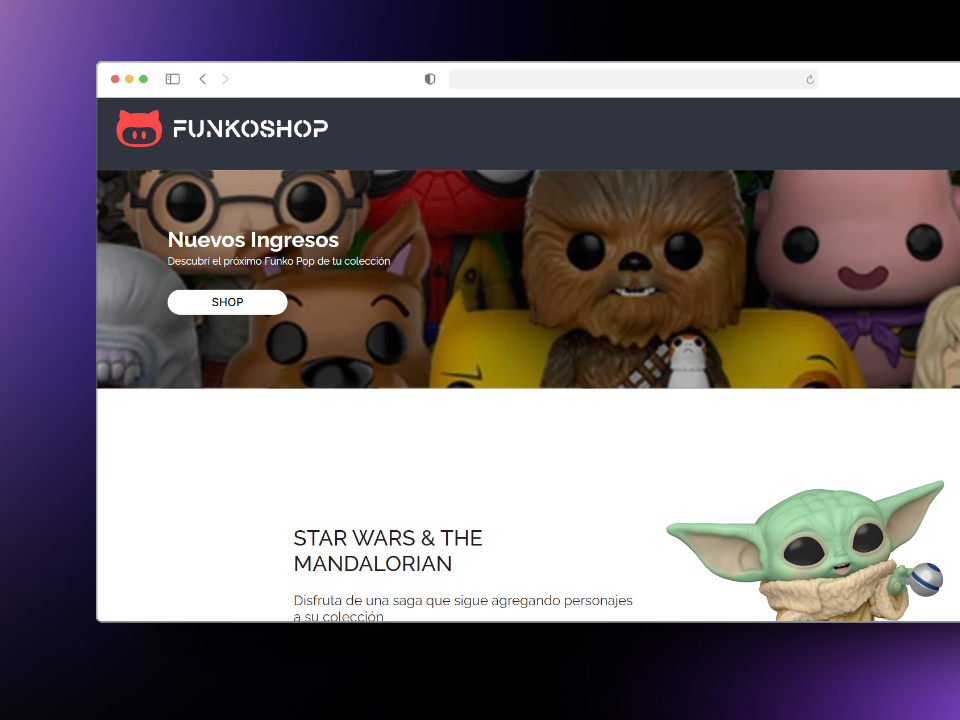 FUNKOSHOP
Nuevos Ingresos
Descubrí el próximo Funko Pop de tu colección
SHOP
STAR WARS & THE
MANDALORIAN
Disfruta de una saga que sigue agregando personajes
a su colección